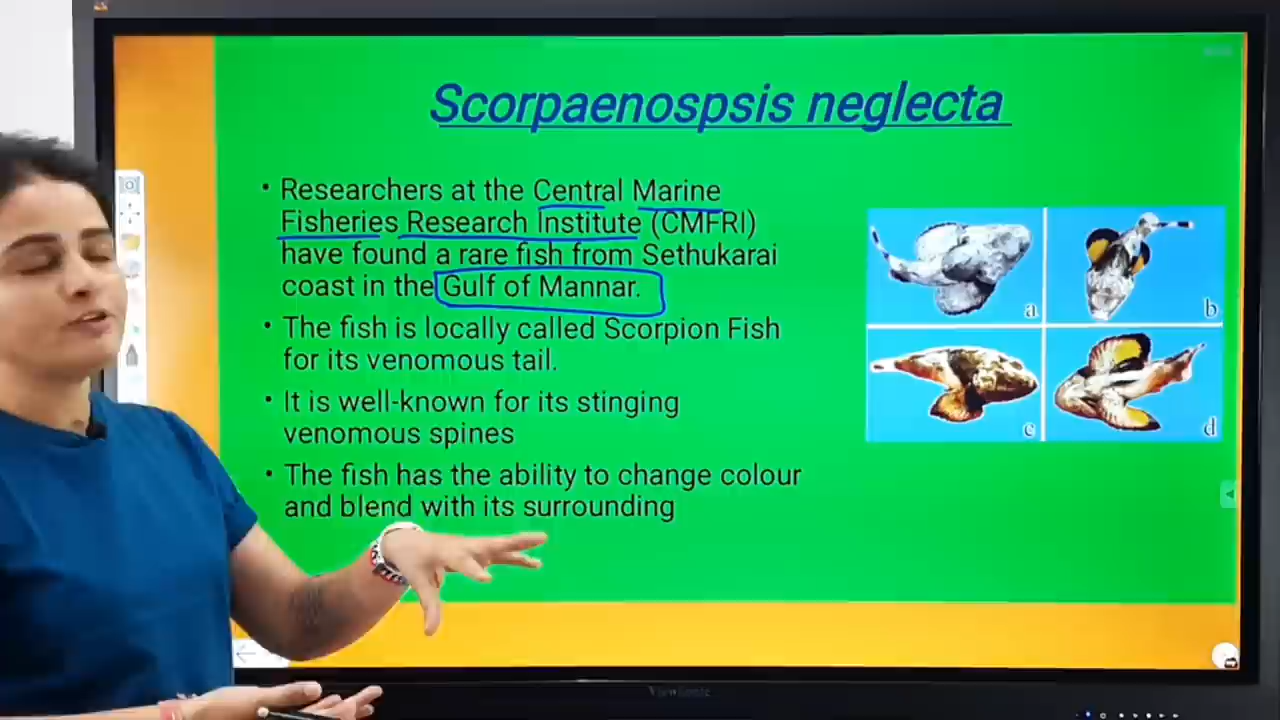 Scorpaenospsis neglecta
• Researchers at the Central Marine
Fisheries Research Institute (CMFRI)
have found a rare fish from Sethukarai
coast in the Gulf of Mannar.
• The fish is locally called Scorpion Fish
for its venomous tail.
• It is well-known for its stinging
venomous spines
• The fish has the ability to change colour
and blend with its surrounding
a
b
c
d
ViewSonic